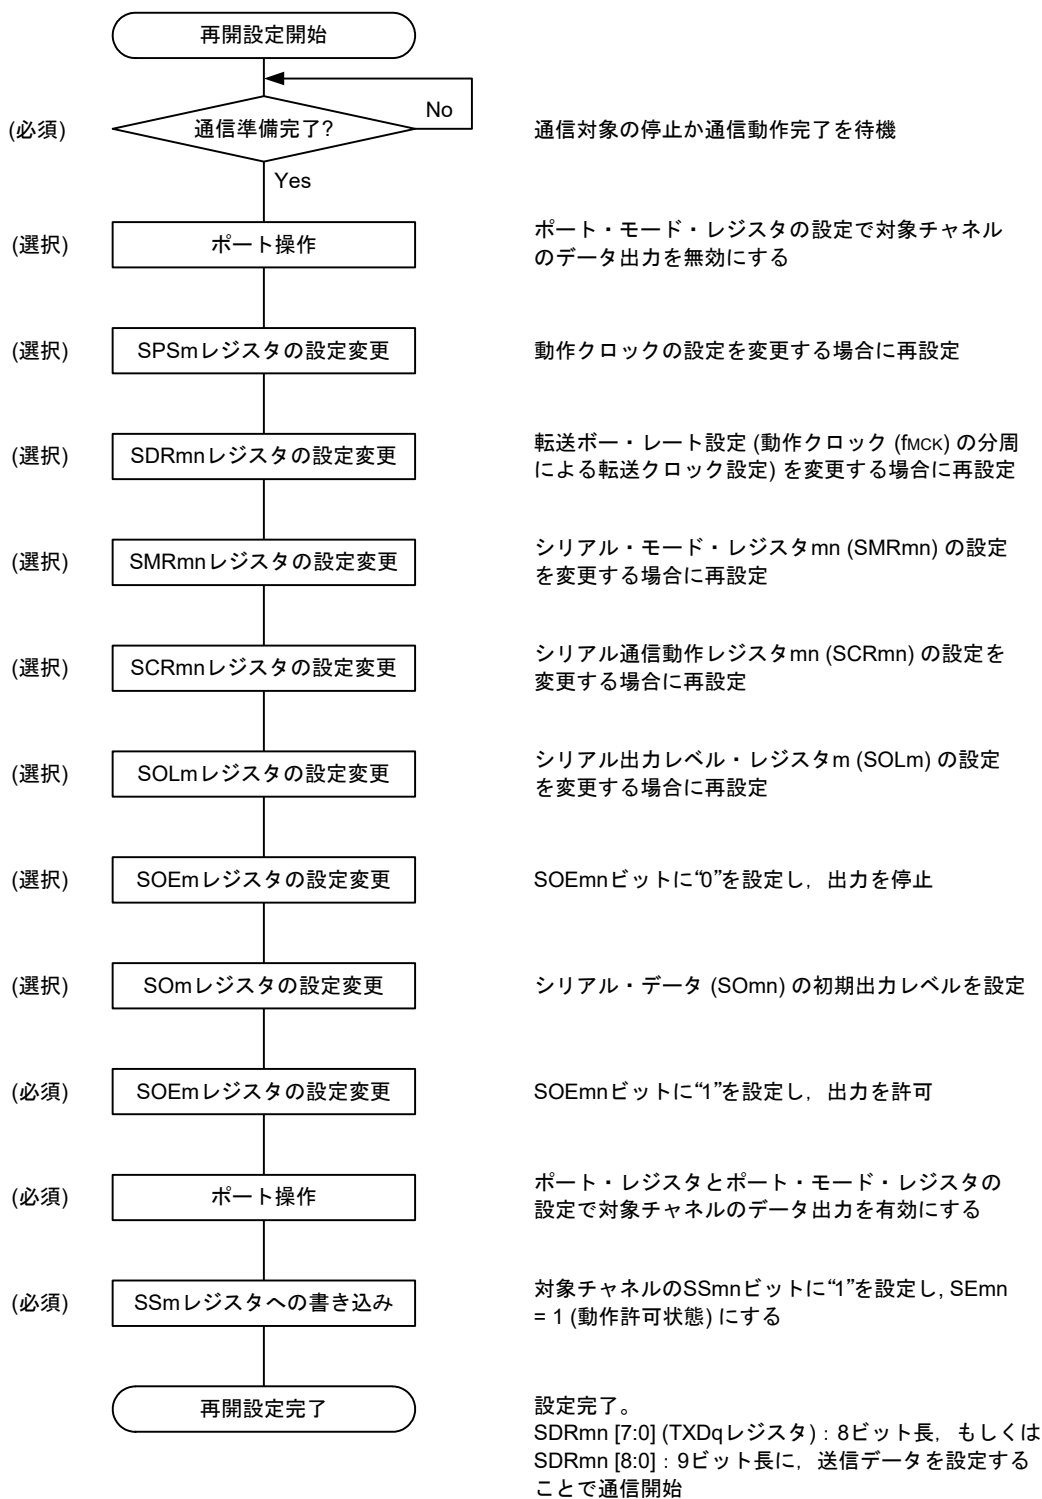 再開設定開始
No
(必須)
通信準備完了?
通信対象の停止か通信動作完了を待機
Yes
(選択)
ポート操作
ポート・モード・レジスタの設定で対象チャネル
のデータ出力を無効にする
(選択)
SPSmレジスタの設定変更
動作クロックの設定を変更する場合に再設定
(選択)
SDRmnレジスタの設定変更
転送ボー・レート設定 (動作クロック (fMCK) の分周
による転送クロック設定) を変更する場合に再設定
(選択)
SMRmnレジスタの設定変更
シリアル・モード・レジスタmn (SMRmn) の設定
を変更する場合に再設定
(選択)
SCRmnレジスタの設定変更
シリアル通信動作レジスタmn (SCRmn) の設定を
変更する場合に再設定
(選択)
SOLmレジスタの設定変更
シリアル出力レベル・レジスタm (SOLm) の設定
を変更する場合に再設定
(選択)
SOEmレジスタの設定変更
SOEmnビットに“0”を設定し，出力を停止
(選択)
SOmレジスタの設定変更
シリアル・データ (SOmn) の初期出力レベルを設定
(必須)
SOEmレジスタの設定変更
SOEmnビットに“1”を設定し，出力を許可
(必須)
ポート操作
ポート・レジスタとポート・モード・レジスタの
設定で対象チャネルのデータ出力を有効にする
(必須)
SSmレジスタへの書き込み
対象チャネルのSSmnビットに“1”を設定し, SEmn
= 1 (動作許可状態) にする
再開設定完了
設定完了。
SDRmn [7:0] (TXDqレジスタ)：8ビット長，もしくは
SDRmn [8:0]：9ビット長に，送信データを設定する
ことで通信開始